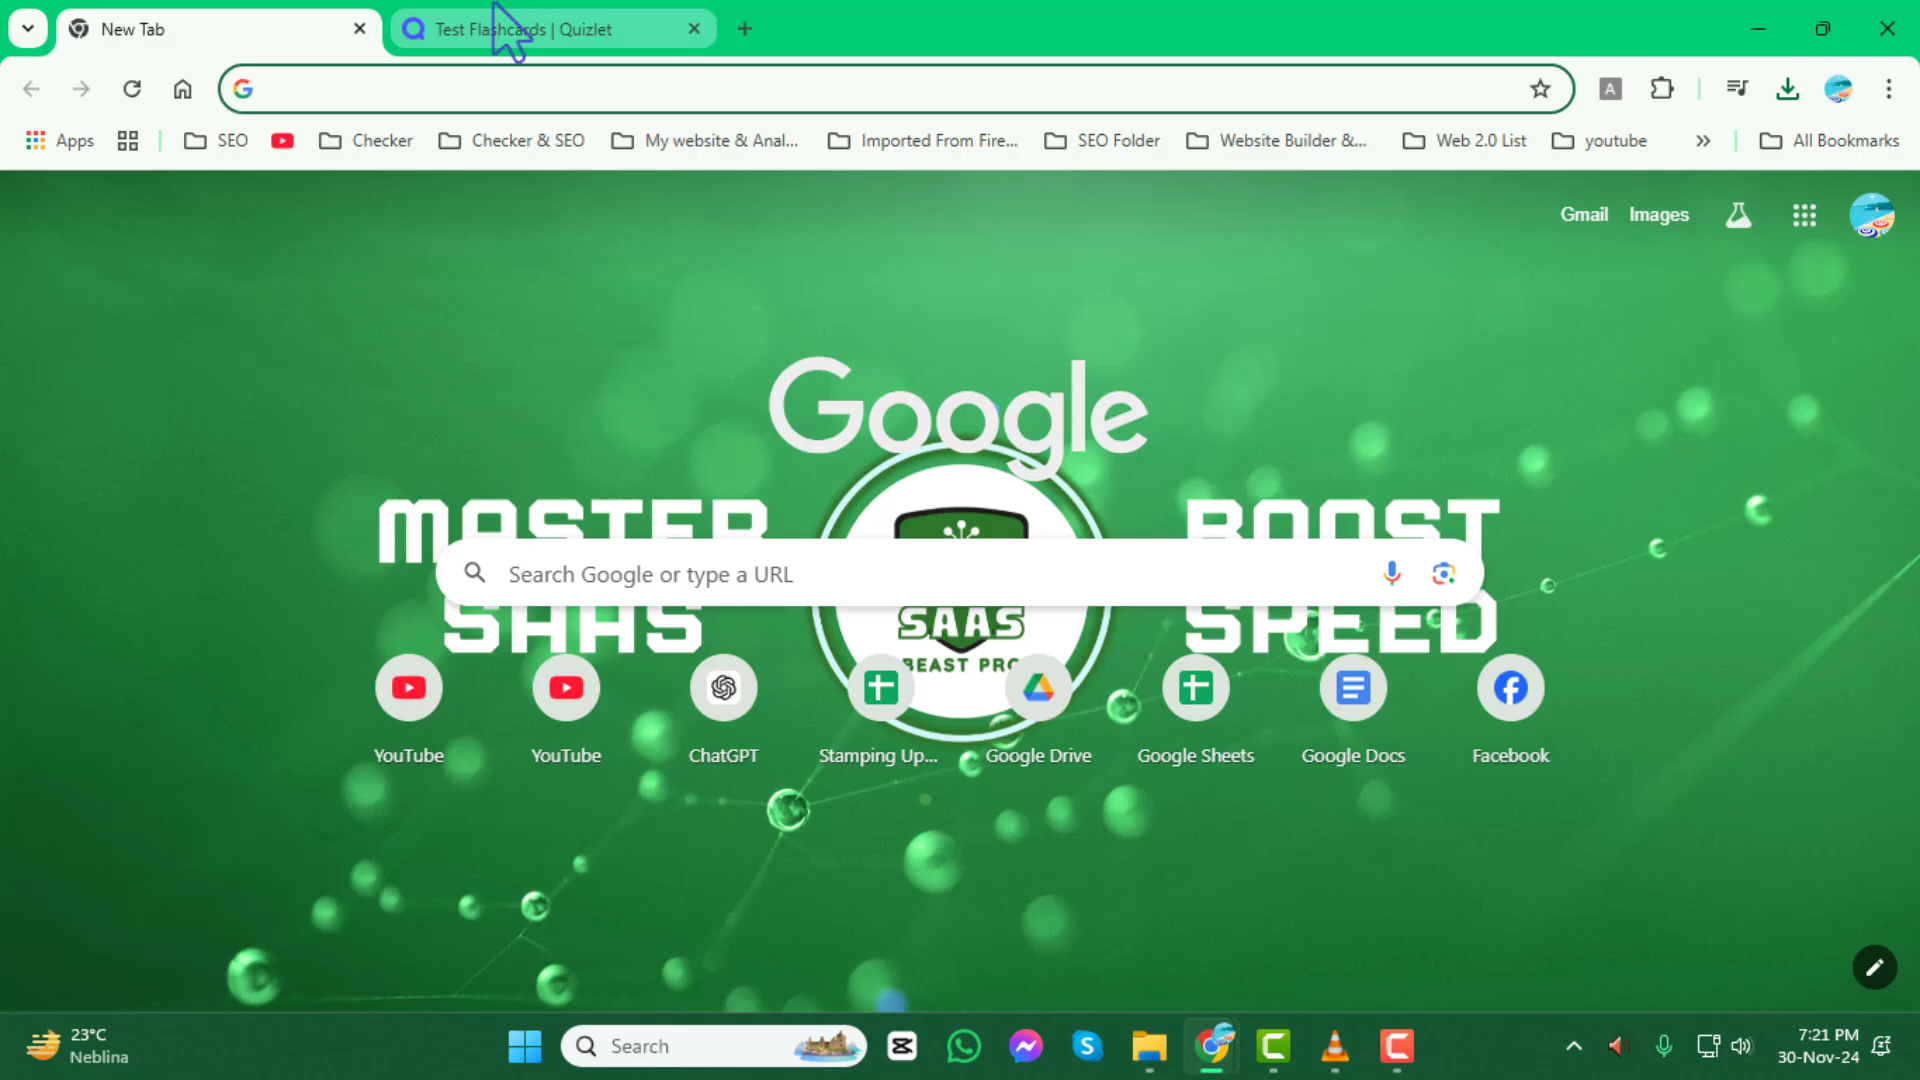 New Tab
Test Flashcards | Quizlet
A
Apps
SEO
Checker
Checker & SEO
My website & Anal...
Imported From Fire...
SEO Folder
Website Builder &...
Web 2.0 List
youtube
All Bookmarks
Gmail
Images
Google
MASTER
BOOST
Search Google or type a URL
SAAS
SAAS
SPEED
BEAST PRO
YouTube
YouTube
ChatGPT
Stamping Up...
Google Drive
Google Sheets
Google Docs
Facebook
23°C
Neblina
Search
7:21 PM
30-Nov-24